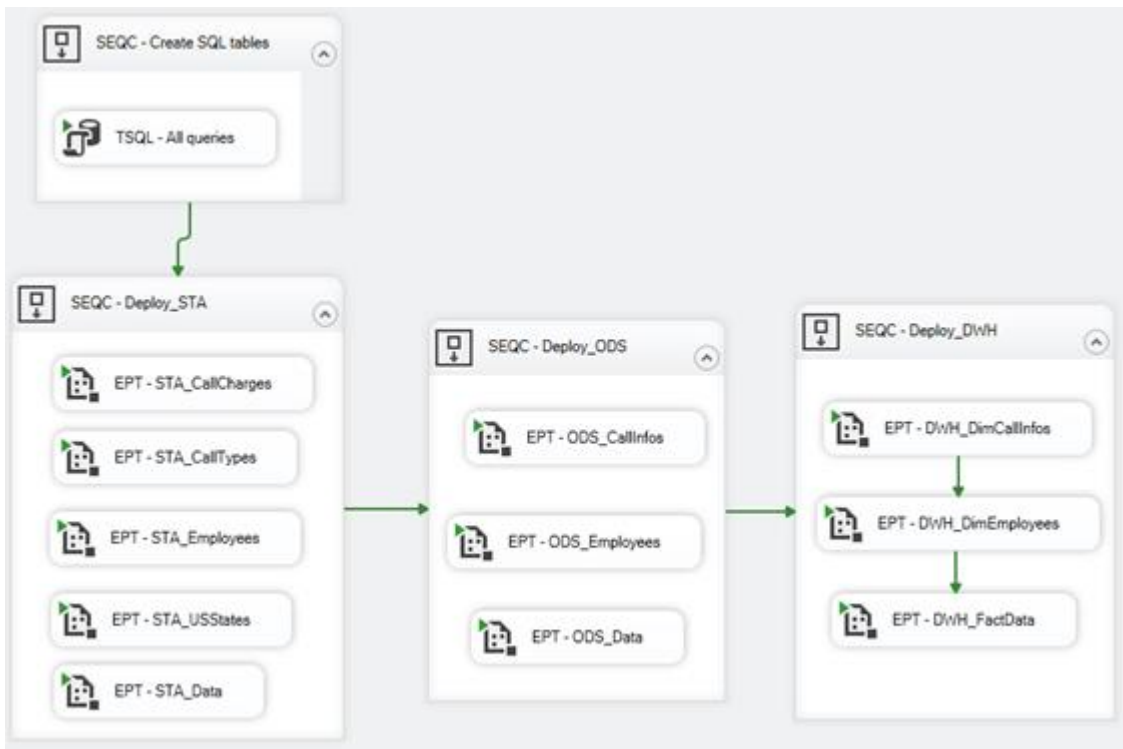 SEQC - Create SQL tables
TSQL - All queries
SEQC - Deploy_STA
EPT - STA_CallCharges
EPT - STA_CallTypes
EPT - STA_Employees
EPT - STA_USStates
EPT - STA_Data
SEQC - Deploy_ODS
EPT - ODS_CallInfos
EPT - ODS_Employees
EPT - ODS_Data
SEQC - Deploy_DWH
EPT - DWH_DimCallInfos
EPT - DWH_DimEmployees
EPT - DWH_FactData